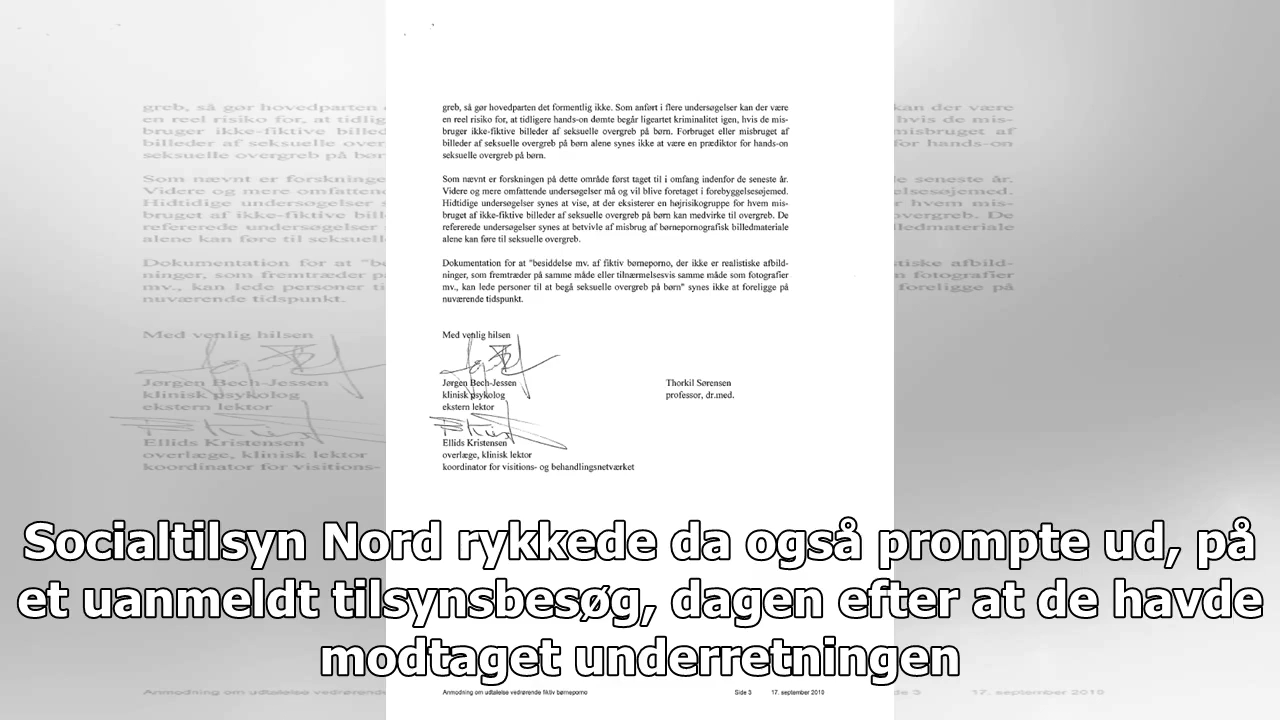 greb, så gør hovedparten det formentlig ikke. Som anført i flere undersøgelser kan der være
en reel risiko for, at tidligere hands-on dømte begår ligeartet kriminalitet igen, hvis de mis-
bruger ikke-fiktive billeder af seksuelle overgreb på børn. Forbruget eller misbruget af
billeder af seksuelle overgreb på børn alene synes ikke at være en prædiktor for hands-on
seksuelle overgreb på børn.
Som nævnt er forskningen på dette område først taget til i omfang indenfor de seneste år.
Videre og mere omfattende undersøgelser må og vil blive foretaget i forebyggelsesøjemed.
Hidtidige undersøgelser synes at vise, at der eksisterer en højrisikogruppe for hvem mis-
bruget af ikke-fiktive billeder af seksuelle overgreb på børn kan medvirke til overgreb. De
refererede undersøgelser synes at betvivle af misbrug af børnepornografisk billedmateriale
alene kan føre til seksuelle overgreb.
Dokumentation for at "besiddelse mv. af fiktiv børneporno, der ikke er realistiske afbild-
ninger, som fremtræder på samme måde eller tilnærmelsesvis samme måde som fotografier
mv., kan lede personer til at begå seksuelle overgreb på børn" synes ikke at foreligge på
nuværende tidspunkt.
Med venlig hilsen
Jørgen Bech-Jessen
klinisk psykolog
ekstern lektor
Thorkil Sørensen
professor, dr.med.
Ellids Kristensen
overlæge, klinisk lektor
koordinator for visitions- og behandlingsnetværket
Socialtilsyn Nord rykkede da også prompte ud, på
et uanmeldt tilsynsbesøg, dagen efter at de havde
modtaget underretningen
Anmodning om udtalelse vedrørende fiktiv børneporno Side 3 17. september 2010